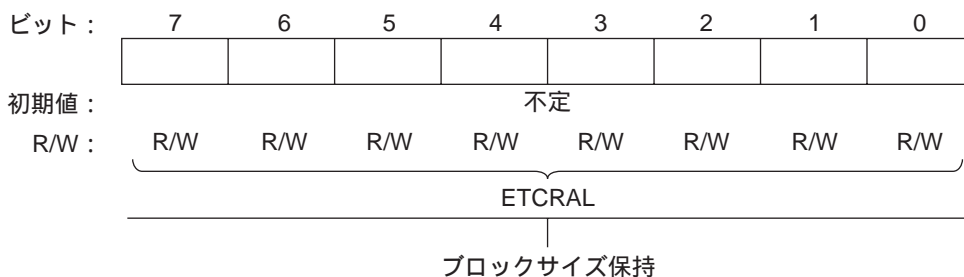 ビット： 7 6 5 4 3 2 1 0
初期値： 不定
R/W： R/W R/W R/W R/W R/W R/W R/W R/W
ETCRAL
ブロックサイズ保持